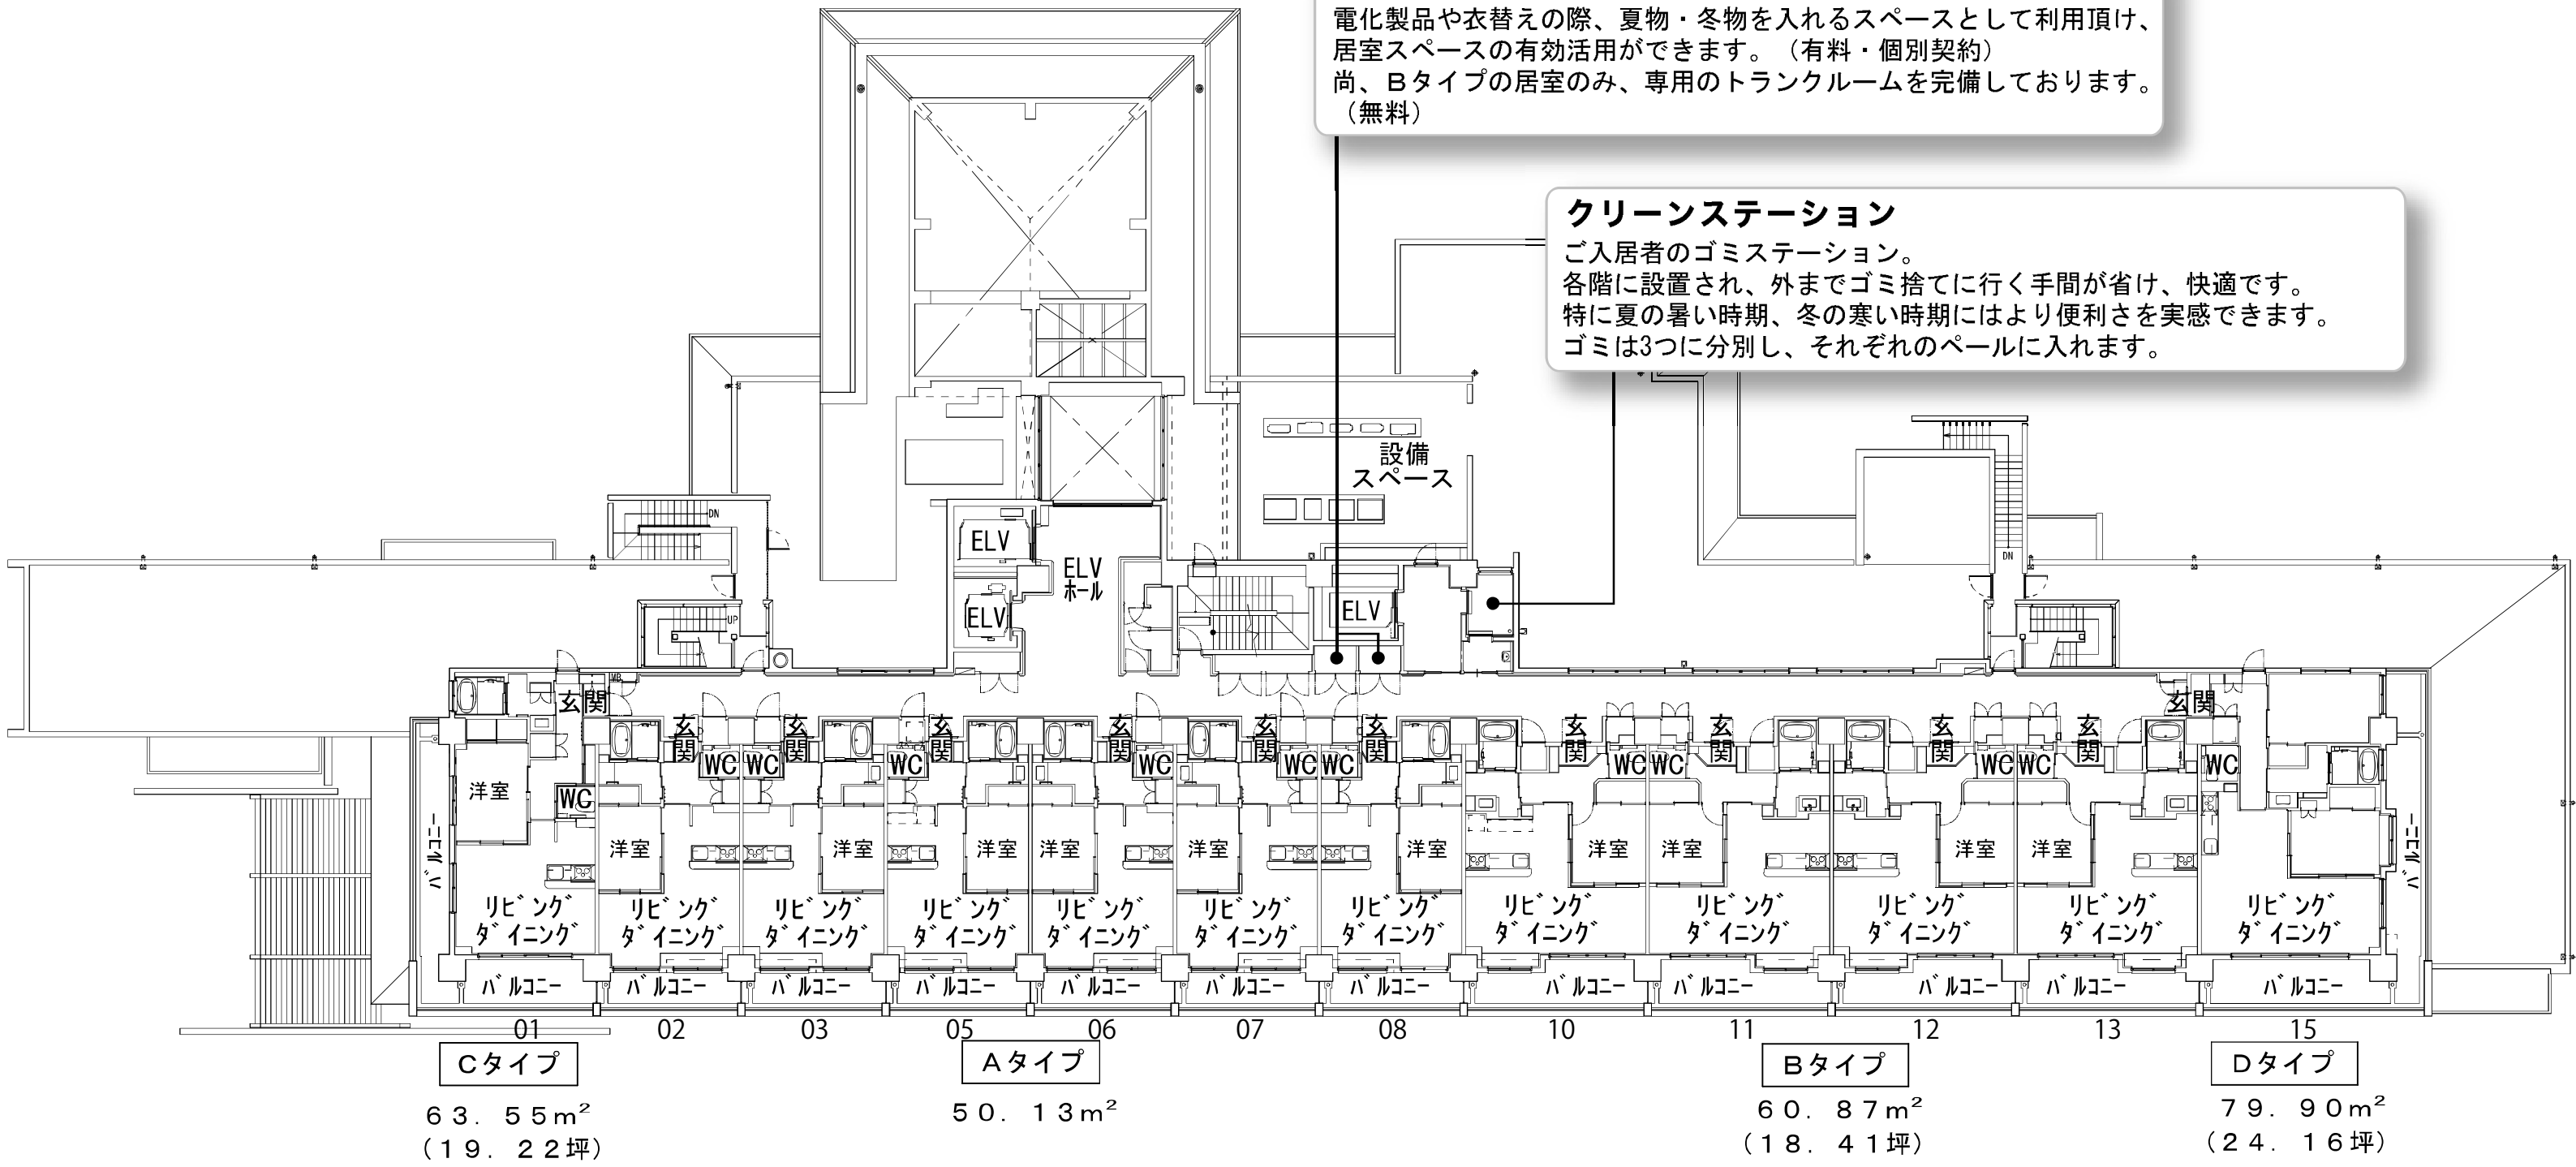 電化製品や衣替えの際、夏物・冬物を入れるスペースとして利用頂け、
居室スペースの有効活用ができます。（有料・個別契約）
尚、Ｂタイプの居室のみ、専用のトランクルームを完備しております。
（無料）
クリーンステーション
ご入居者のゴミステーション。
各階に設置され、外までゴミ捨てに行く手間が省け、快適です。
特に夏の暑い時期、冬の寒い時期にはより便利さを実感できます。
ゴミは3つに分別し、それぞれのペールに入れます。
設備
スペース
DN
ELV
ELV
ホール
DN
ELV
ELV
UP
MB
玄関
玄関
玄関
玄関
玄関
玄関
玄関
玄関
玄関
玄関
玄関
玄関
WC
WC
WC
WC
WC
WC
WC
WC
WC
WC
WC
WC
洋室
洋室
洋室
洋室
洋室
洋室
洋室
洋室
洋室
洋室
洋室
バルコニー
バルコニー
リビング
ダイニング
リビング
ダイニング
リビング
ダイニング
リビング
ダイニング
リビング
ダイニング
リビング
ダイニング
リビング
ダイニング
リビング
ダイニング
リビング
ダイニング
リビング
ダイニング
リビング
ダイニング
リビング
ダイニング
バルコニー
バルコニー
バルコニー
バルコニー
バルコニー
バルコニー
バルコニー
バルコニー
バルコニー
バルコニー
バルコニー
バルコニー
01 02 03 05 06 07 08 10 11 12 13 15
Ｃタイプ
６３．５５m²
（１９．２２坪）
Ａタイプ
５０．１３m²
Ｂタイプ
６０．８７m²
（１８．４１坪）
Ｄタイプ
７９．９０m²
（２４．１６坪）